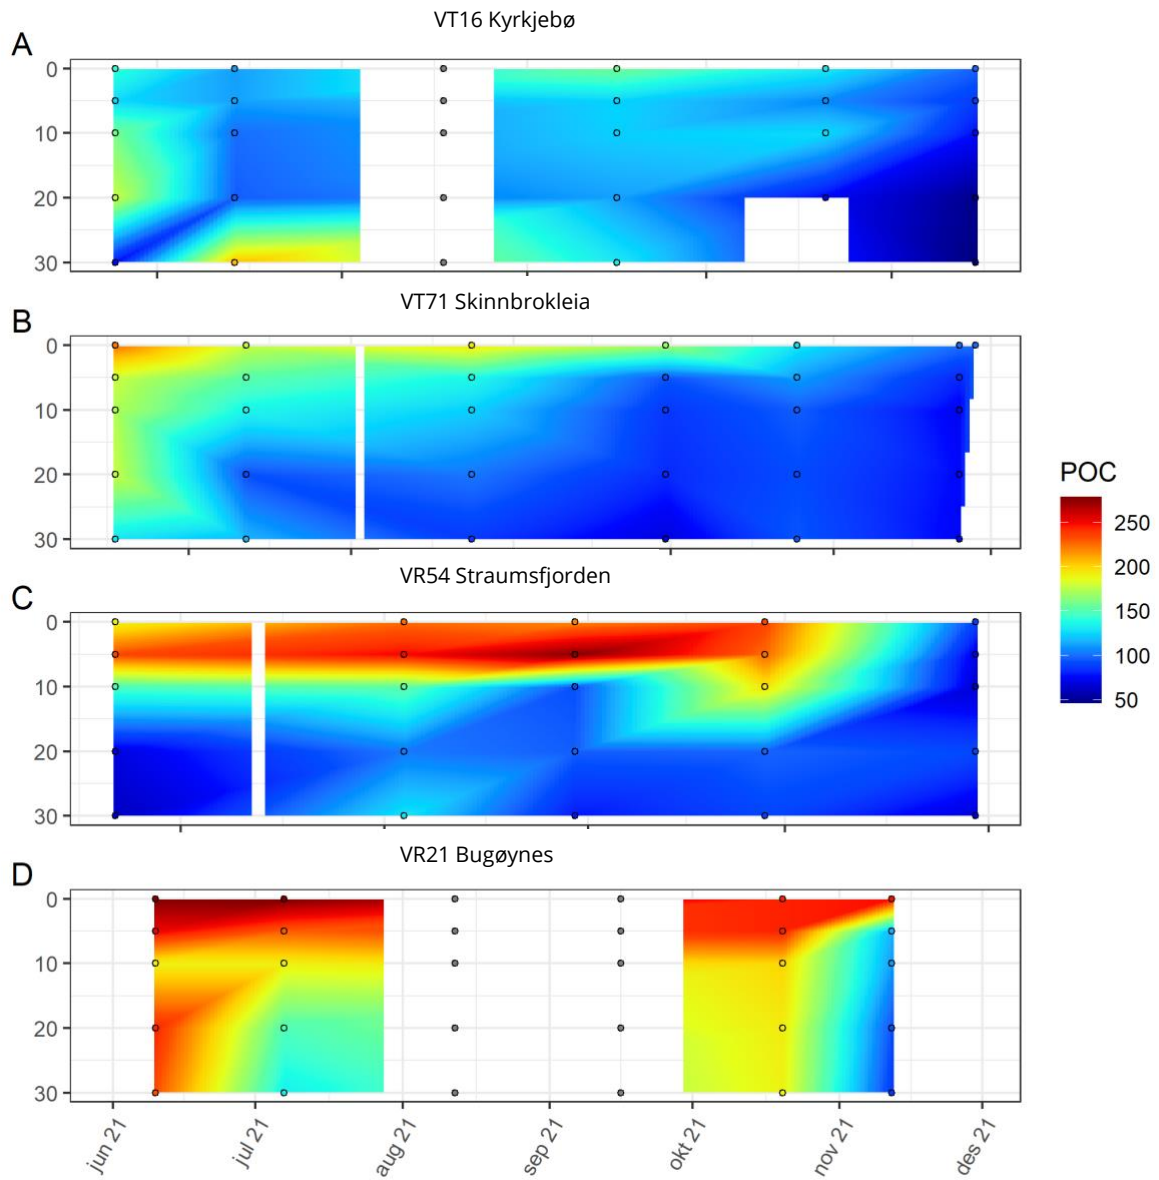 VT16 Kyrkjebø
A
0
10
20
30
VT71 Skinnbrokleia
B
0
10
20
30
VR54 Straumsfjorden
C
0
10
20
30
VR21 Bugøynes
D
0
10
20
30
jun 21
jul 21
aug 21
sep 21
okt 21
nov 21
des 21
POC
250
200
150
100
50